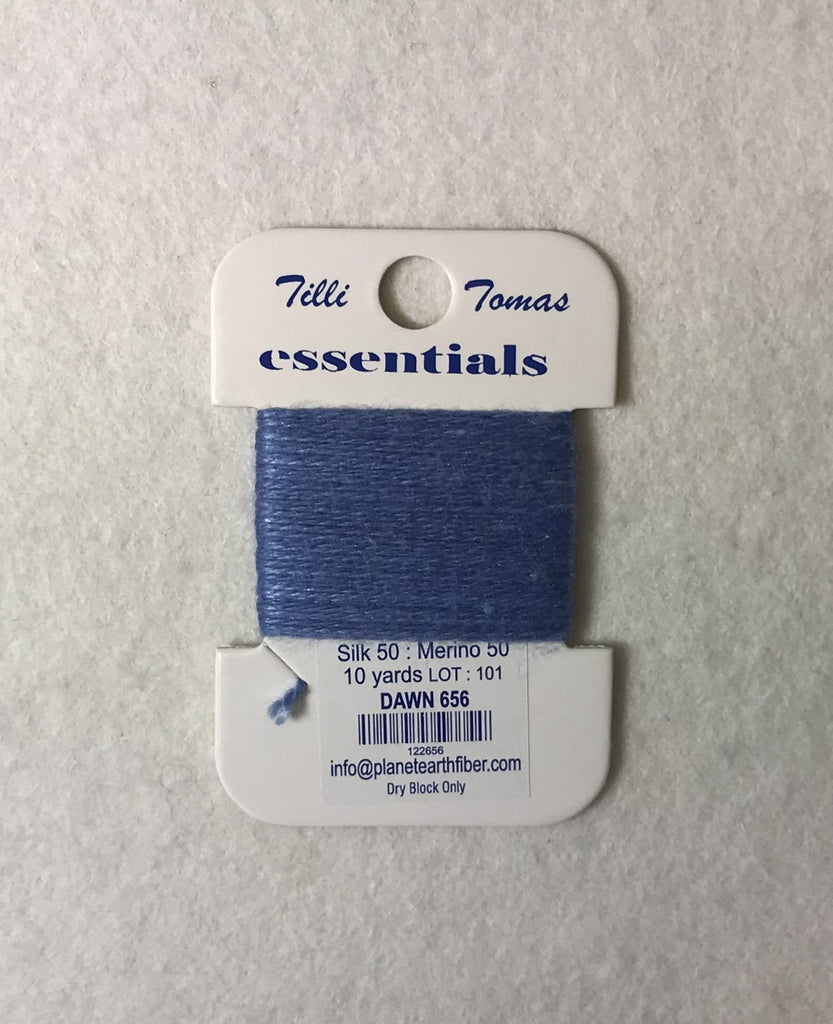 Tilli Tomas
essentials
Silk 50 : Merino 50
10 yards LOT : 101
DAWN 656
122656
info@planetearthfiber.com
Dry Block Only